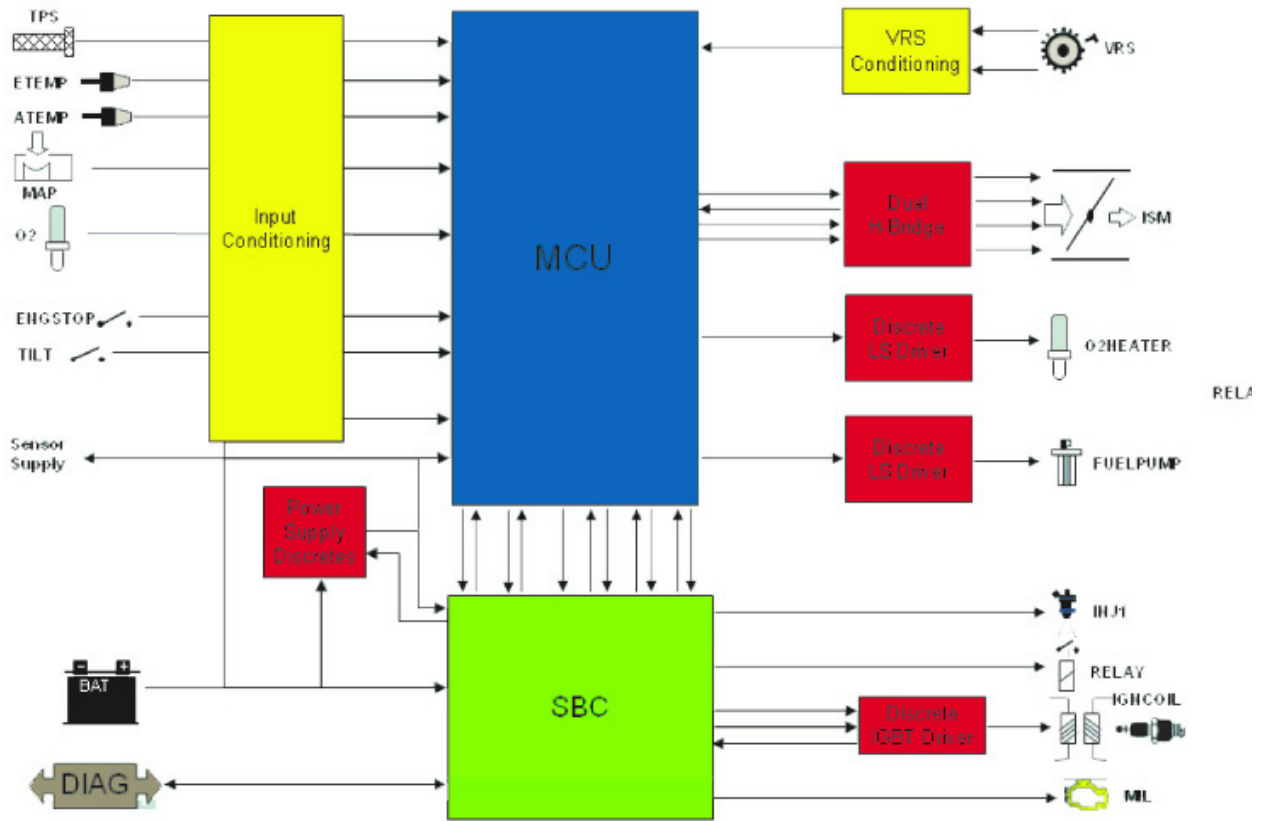 TPS
ETEMP
ATEMP
MAP
O2
ENGSTOP
TILT
Sensor
Supply
Input
Conditioning
MCU
VRS
Conditioning
VRS
Dual
H-Bridge
ISM
Discrete
LS Driver
O2HEATER
RELA
Discrete
LS Driver
FUELPUMP
Power
Supply
Discretes
BAT
DIAG
SBC
INJ1
RELAY
IGNCOIL
Discrete
IGBT Driver
MIL